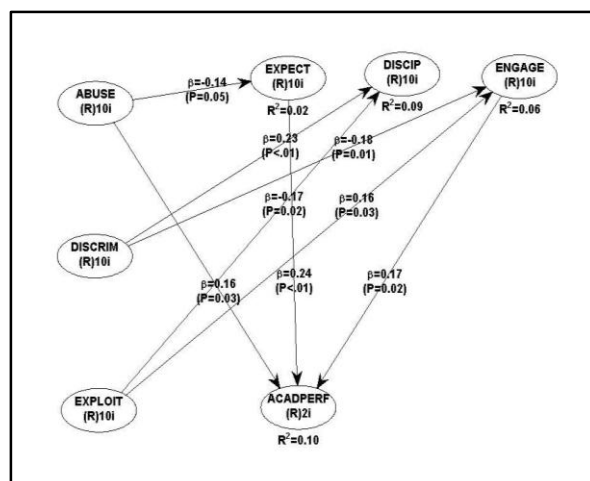 EXPECT
(R)10i
R²=0.02
DISCIP
(R)10i
R²=0.09
ENGAGE
(R)10i
R²=0.06
ABUSE
(R)10i
β=-0.14
(P=0.05)
β=0.23
(P<.01)
β=-0.18
(P=0.01)
β=-0.17
(P=0.02)
β=0.16
(P=0.03)
DISCRIM
(R)10i
β=0.16
(P=0.03)
β=0.24
(P<.01)
β=0.17
(P=0.02)
EXPLOIT
(R)10i
ACADPERF
(R)2i
R²=0.10